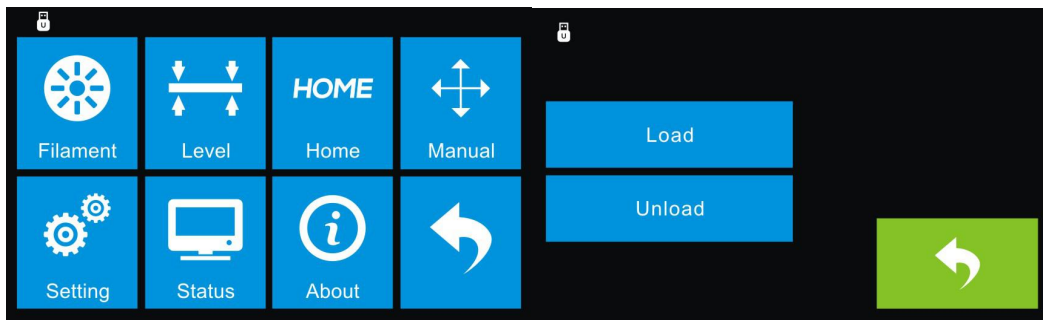 U
HOME
Filament
Level
Home
Manual
i
Setting
Status
About
U
Load
Unload